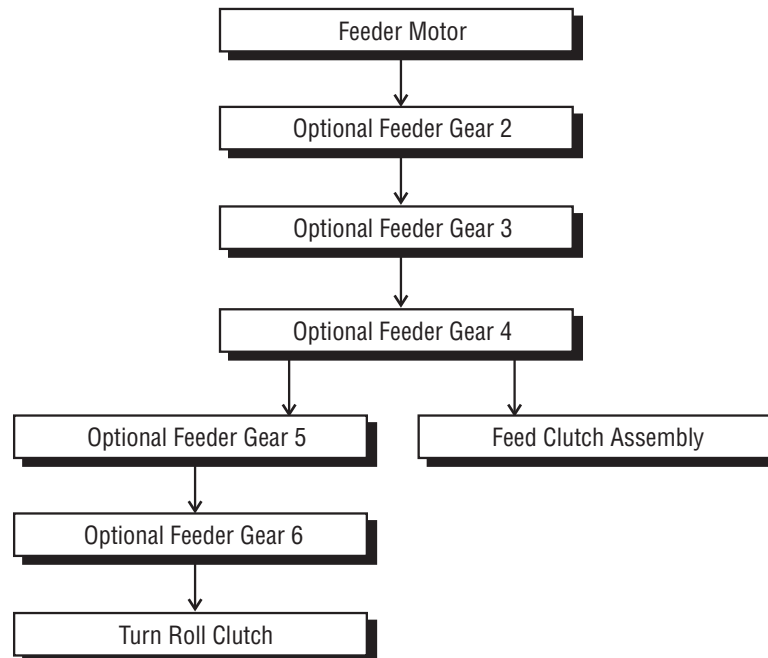 Feeder Motor
Optional Feeder Gear 2
Optional Feeder Gear 3
Optional Feeder Gear 4
Optional Feeder Gear 5
Feed Clutch Assembly
Optional Feeder Gear 6
Turn Roll Clutch